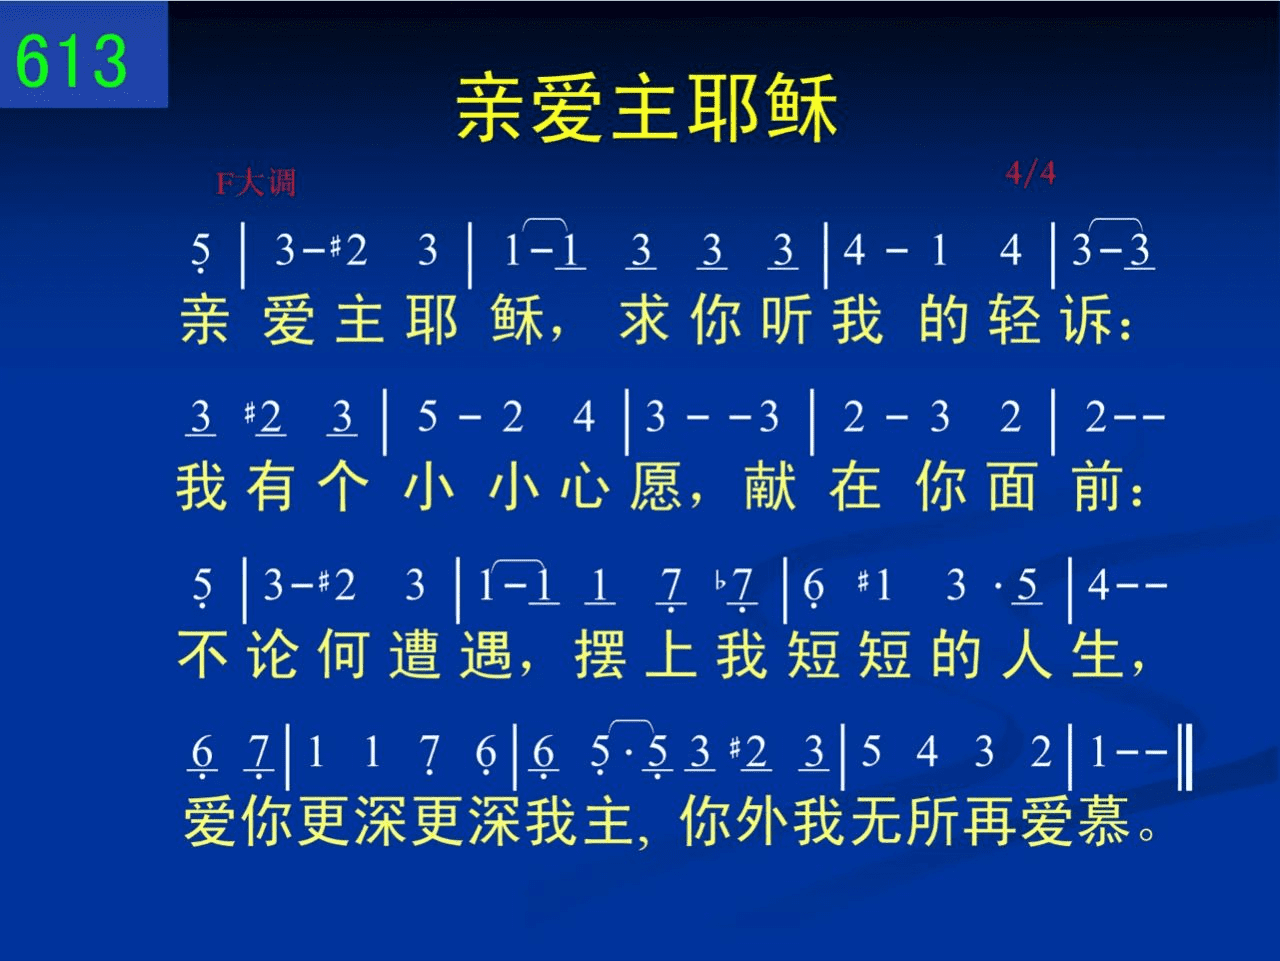 613
亲爱主耶稣
F大调 4/4
5̣ | 3-#2 3 | 1-1 3 3 3 | 4 - 1 4 | 3-3
亲爱主耶稣，求你听我的轻诉：
3 #2 3 | 5 - 2 4 | 3 - -3 | 2 - 3 2 | 2--
我有个小小心愿，献在你面前：
5̣ | 3-#2 3 | 1-1 1 7̣ ♭7̣ | 6̣ #1 3 ·5 | 4--
不论何遭遇，摆上我短短的人生，
6̣ 7̣ | 1 1 7̣ 6̣ | 6̣ 5̣ · 5̣ 3 #2 3 | 5 4 3 2 | 1-- ‖
爱你更深更深我主，你外我无所再爱慕。